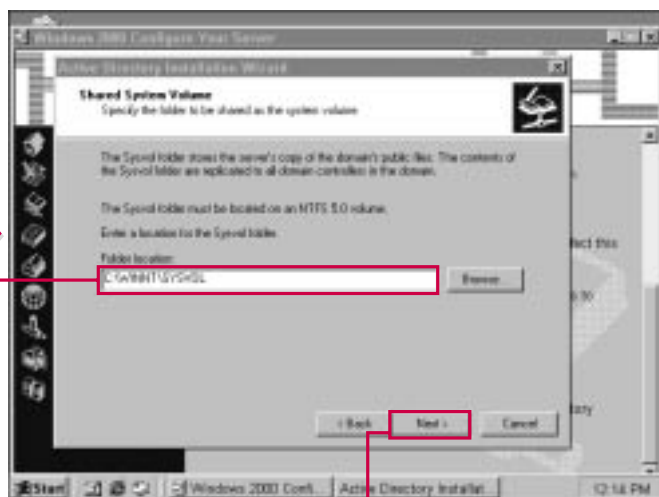 Windows 2000 Configure Your Server
Active Directory Installation Wizard
Shared System Volume
Specify the folder to be shared as the system volume.
The Sysvol folder stores the server's copy of the domain's public files. The contents of
the Sysvol folder are replicated to all domain controllers in the domain.
The Sysvol folder must be located on an NTFS 5.0 volume.
Enter a location for the Sysvol folder.
Folder location:
C:\WINNT\SYSVOL
Browse...
ffect this
< Back
Next >
Cancel
tory
Start
Windows 2000 Confi...
Active Directory Installat...
12:14 PM